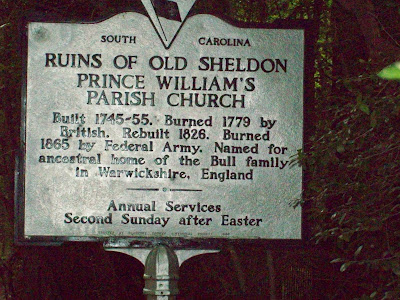 SOUTH CAROLINA
RUINS OF OLD SHELDON
PRINCE WILLIAM'S
PARISH CHURCH
Built 1745-55. Burned 1779 by
British. Rebuilt 1826. Burned
1865 by Federal Army. Named for
ancestral home of the Bull family
in Warwickshire, England
Annual Services
Second Sunday after Easter